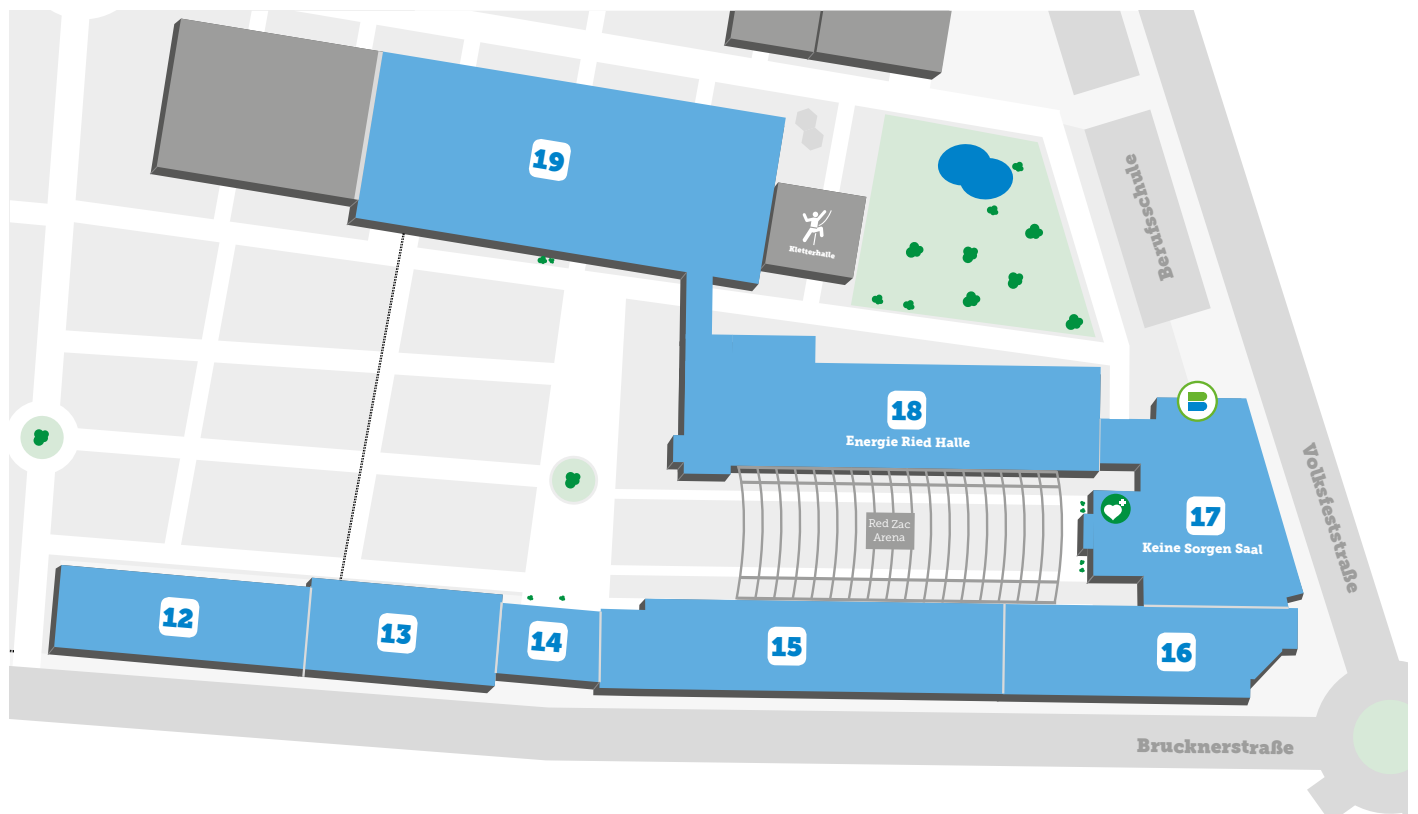 19
Kletterhalle
Berufsschule
18
Energie Ried Halle
Volksfeststraße
17
Keine Sorgen Saal
Red Zac
Arena
12
13
14
15
16
Brucknerstraße